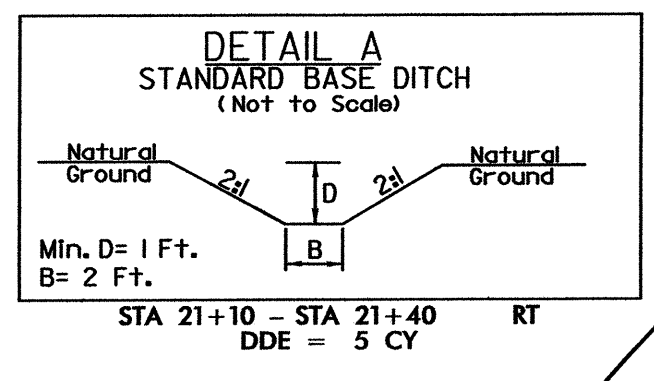 DETAIL A
STANDARD BASE DITCH
(Not to Scale)
Natural
Ground
2:1
D
2:1
Natural
Ground
B
Min. D= 1 Ft.
B= 2 Ft.
STA 21+10 – STA 21+40 RT
DDE = 5 CY